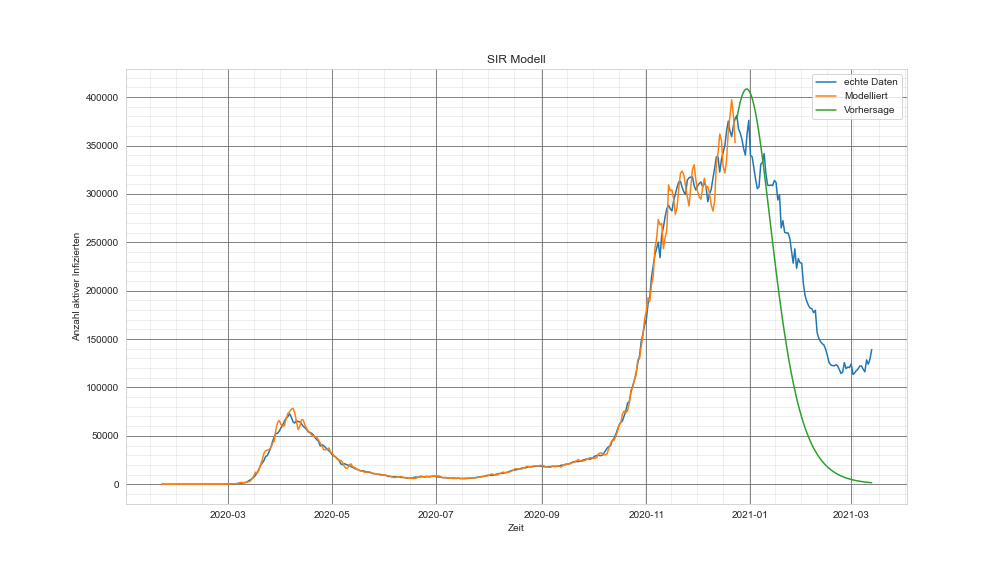 SIR Modell
echte Daten
Modelliert
Vorhersage
Anzahl aktiver Infizierten
400000
350000
300000
250000
200000
150000
100000
50000
0
2020-03 2020-05 2020-07 2020-09 2020-11 2021-01 2021-03
Zeit